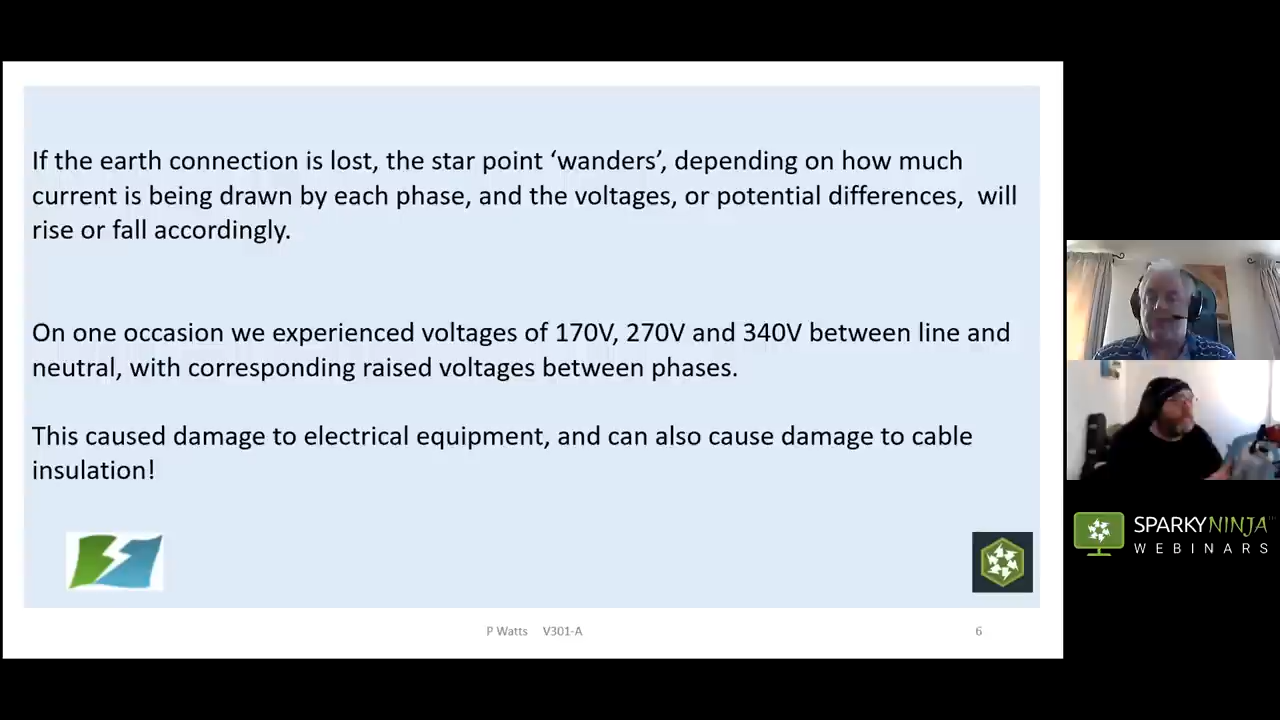 If the earth connection is lost, the star point ‘wanders’, depending on how much
current is being drawn by each phase, and the voltages, or potential differences,  will
rise or fall accordingly.
On one occasion we experienced voltages of 170V, 270V and 340V between line and
neutral, with corresponding raised voltages between phases.
This caused damage to electrical equipment, and can also cause damage to cable
insulation!
P Watts V301-A
6
SPARKYNINJA
WEBINARS